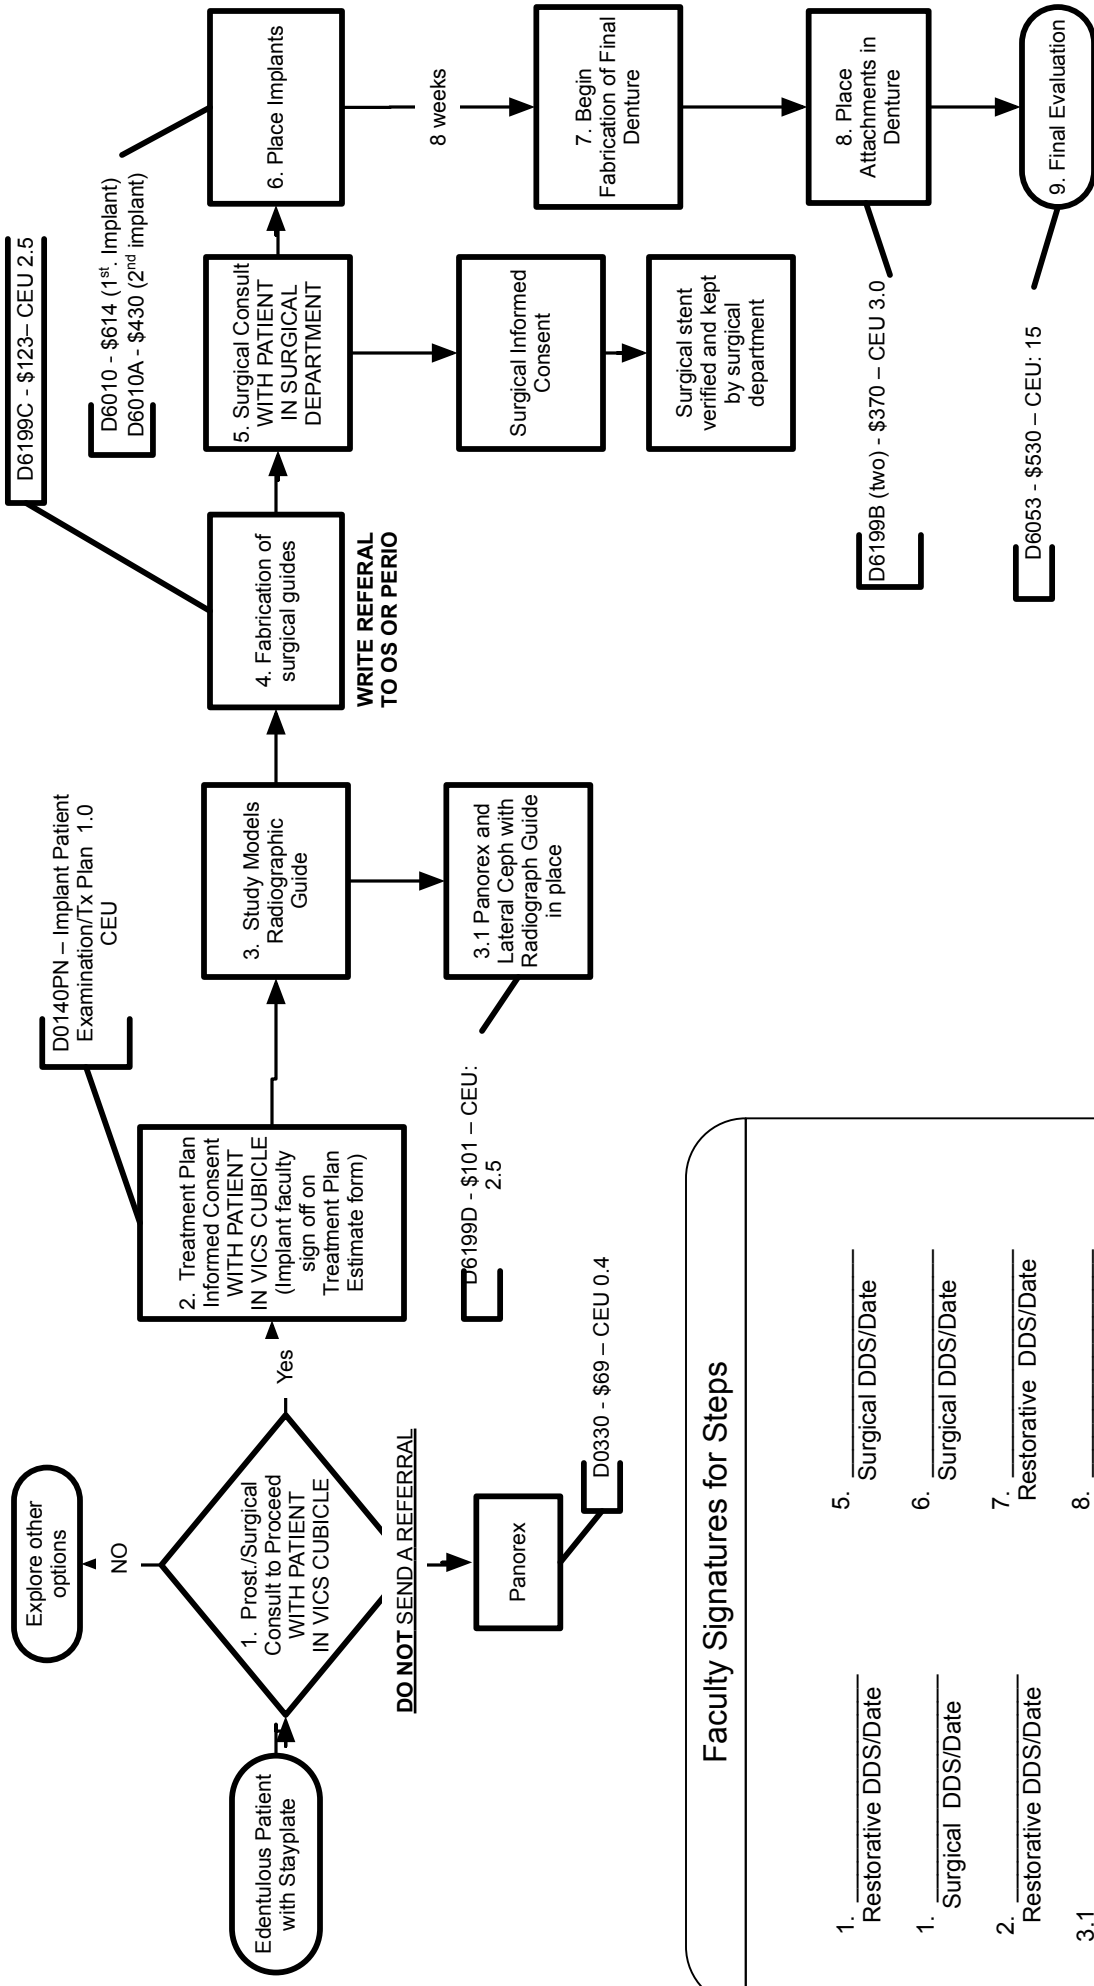 Edentulous Patient
with Stayplate
Explore other
options
NO
1. Prost./Surgical
Consult to Proceed
WITH PATIENT
IN VICS CUBICLE
Yes
DO NOT SEND A REFERRAL
Panorex
D0330 - $69 – CEU 0.4
D0140PN – Implant Patient
Examination/Tx Plan 1.0
CEU
2. Treatment Plan
Informed Consent
WITH PATIENT
IN VICS CUBICLE
(Implant faculty
sign off on
Treatment Plan
Estimate form)
3. Study Models
Radiographic
Guide
3.1 Panorex and
Lateral Ceph with
Radiograph Guide
in place
D6199D - $101 – CEU:
2.5
D6199C - $123– CEU 2.5
4. Fabrication of
surgical guides
WRITE REFERAL
TO OS OR PERIO
5. Surgical Consult
WITH PATIENT
IN SURGICAL
DEPARTMENT
Surgical Informed
Consent
Surgical stent
verified and kept
by surgical
department
D6010 - $614 (1st. Implant)
D6010A - $430 (2nd implant)
6. Place Implants
8 weeks
7. Begin
Fabrication of Final
Denture
8. Place
Attachments in
Denture
D6199B (two) - $370 – CEU 3.0
9. Final Evaluation
D6053 - $530 – CEU: 15
Faculty Signatures for Steps
1. ____________________
Restorative DDS/Date
1. ____________________
Surgical DDS/Date
2. ____________________
Restorative DDS/Date
3.1
5. ____________________
Surgical DDS/Date
6. ____________________
Surgical DDS/Date
7. ____________________
Restorative DDS/Date
8. ____________________